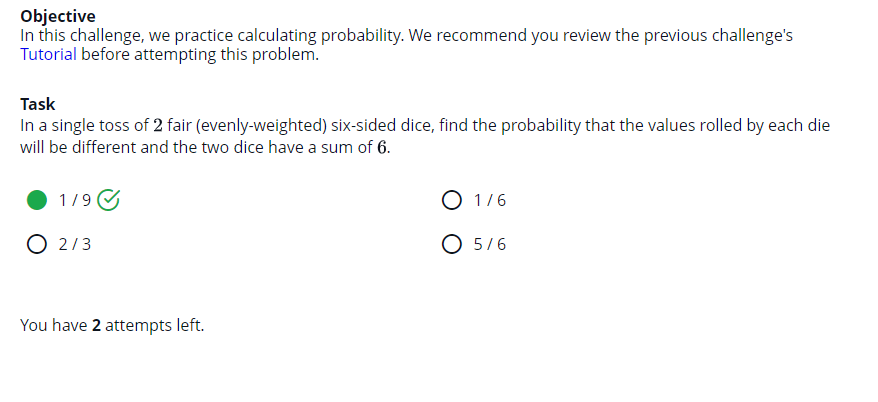 Objective
In this challenge, we practice calculating probability. We recommend you review the previous challenge's
Tutorial before attempting this problem.
Task
In a single toss of 2 fair (evenly-weighted) six-sided dice, find the probability that the values rolled by each die
will be different and the two dice have a sum of 6.
1 / 9
1 / 6
2 / 3
5 / 6
You have 2 attempts left.